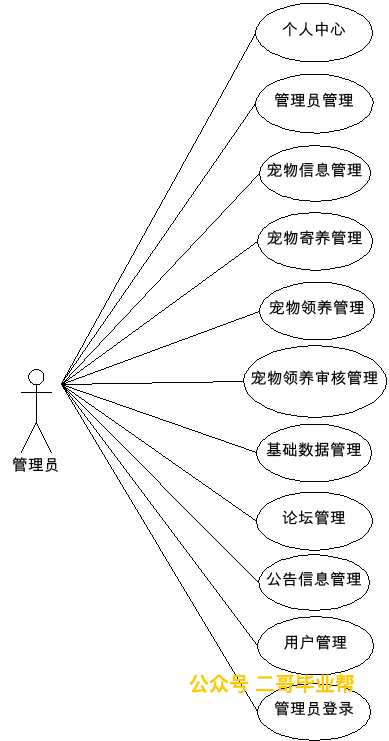 个人中心
管理员管理
宠物信息管理
宠物寄养管理
宠物领养管理
宠物领养审核管理
管理员
基础数据管理
论坛管理
公告信息管理
用户管理
公众号 二哥毕业帮
管理员登录